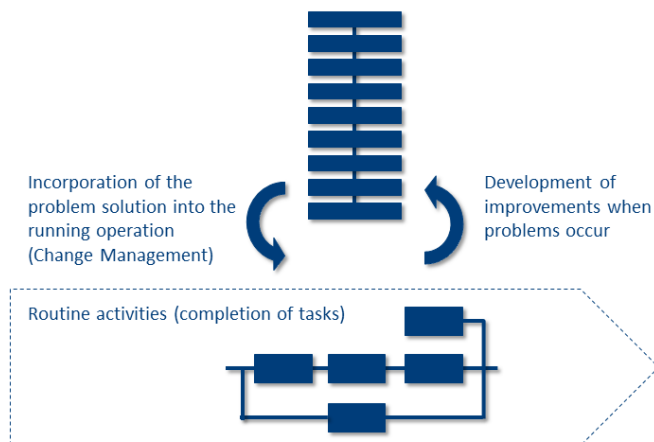 Incorporation of the
problem solution into the
running operation
(Change Management)
Development of
improvements when
problems occur
Routine activities (completion of tasks)